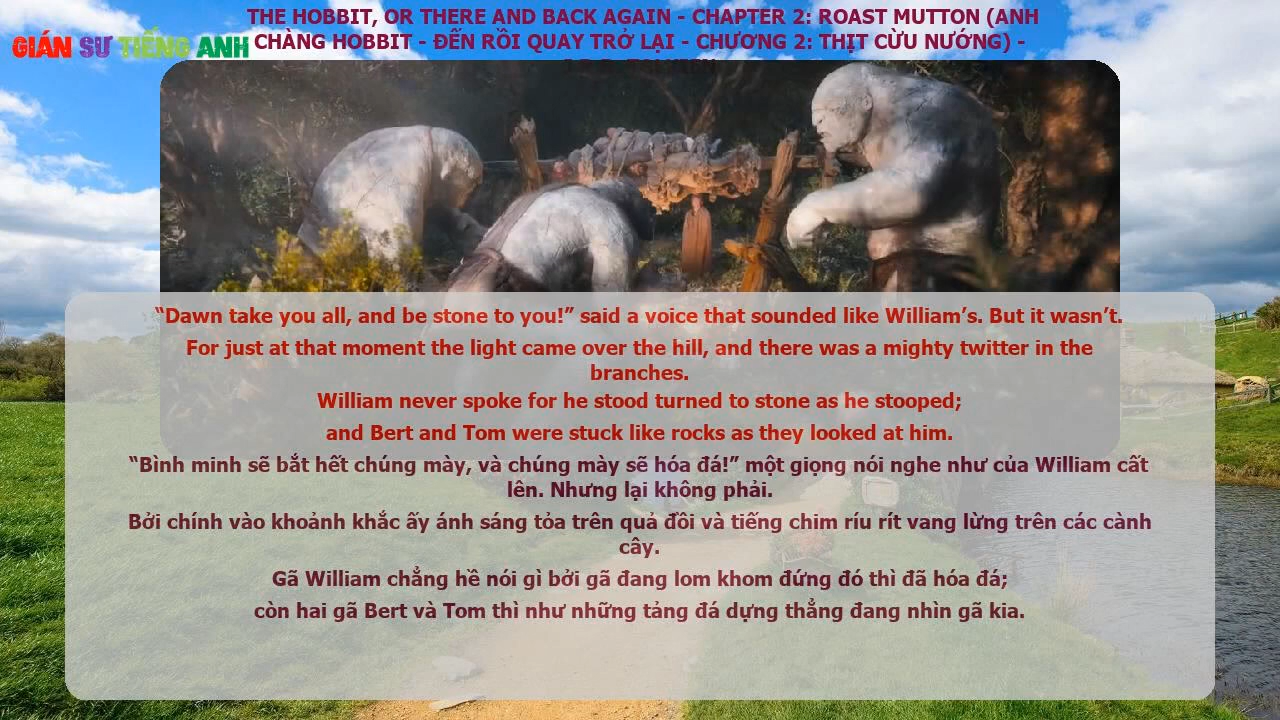 THE HOBBIT, OR THERE AND BACK AGAIN - CHAPTER 2: ROAST MUTTON (ANH
CHÀNG HOBBIT - ĐẾN RỒI QUAY TRỞ LẠI - CHƯƠNG 2: THỊT CỪU NƯỚNG) -
GIÁN SỰ TIẾNG ANH
“Dawn take you all, and be stone to you!” said a voice that sounded like William’s. But it wasn’t.
For just at that moment the light came over the hill, and there was a mighty twitter in the
branches.
William never spoke for he stood turned to stone as he stooped;
and Bert and Tom were stuck like rocks as they looked at him.
“Bình minh sẽ bắt hết chúng mày, và chúng mày sẽ hóa đá!” một giọng nói nghe như của William cất
lên. Nhưng lại không phải.
Bởi chính vào khoảnh khắc ấy ánh sáng tỏa trên quả đồi và tiếng chim ríu rít vang lừng trên các cành
cây.
Gã William chẳng hề nói gì bởi gã đang lom khom đứng đó thì đã hóa đá;
còn hai gã Bert và Tom thì như những tảng đá dựng thẳng đang nhìn gã kia.